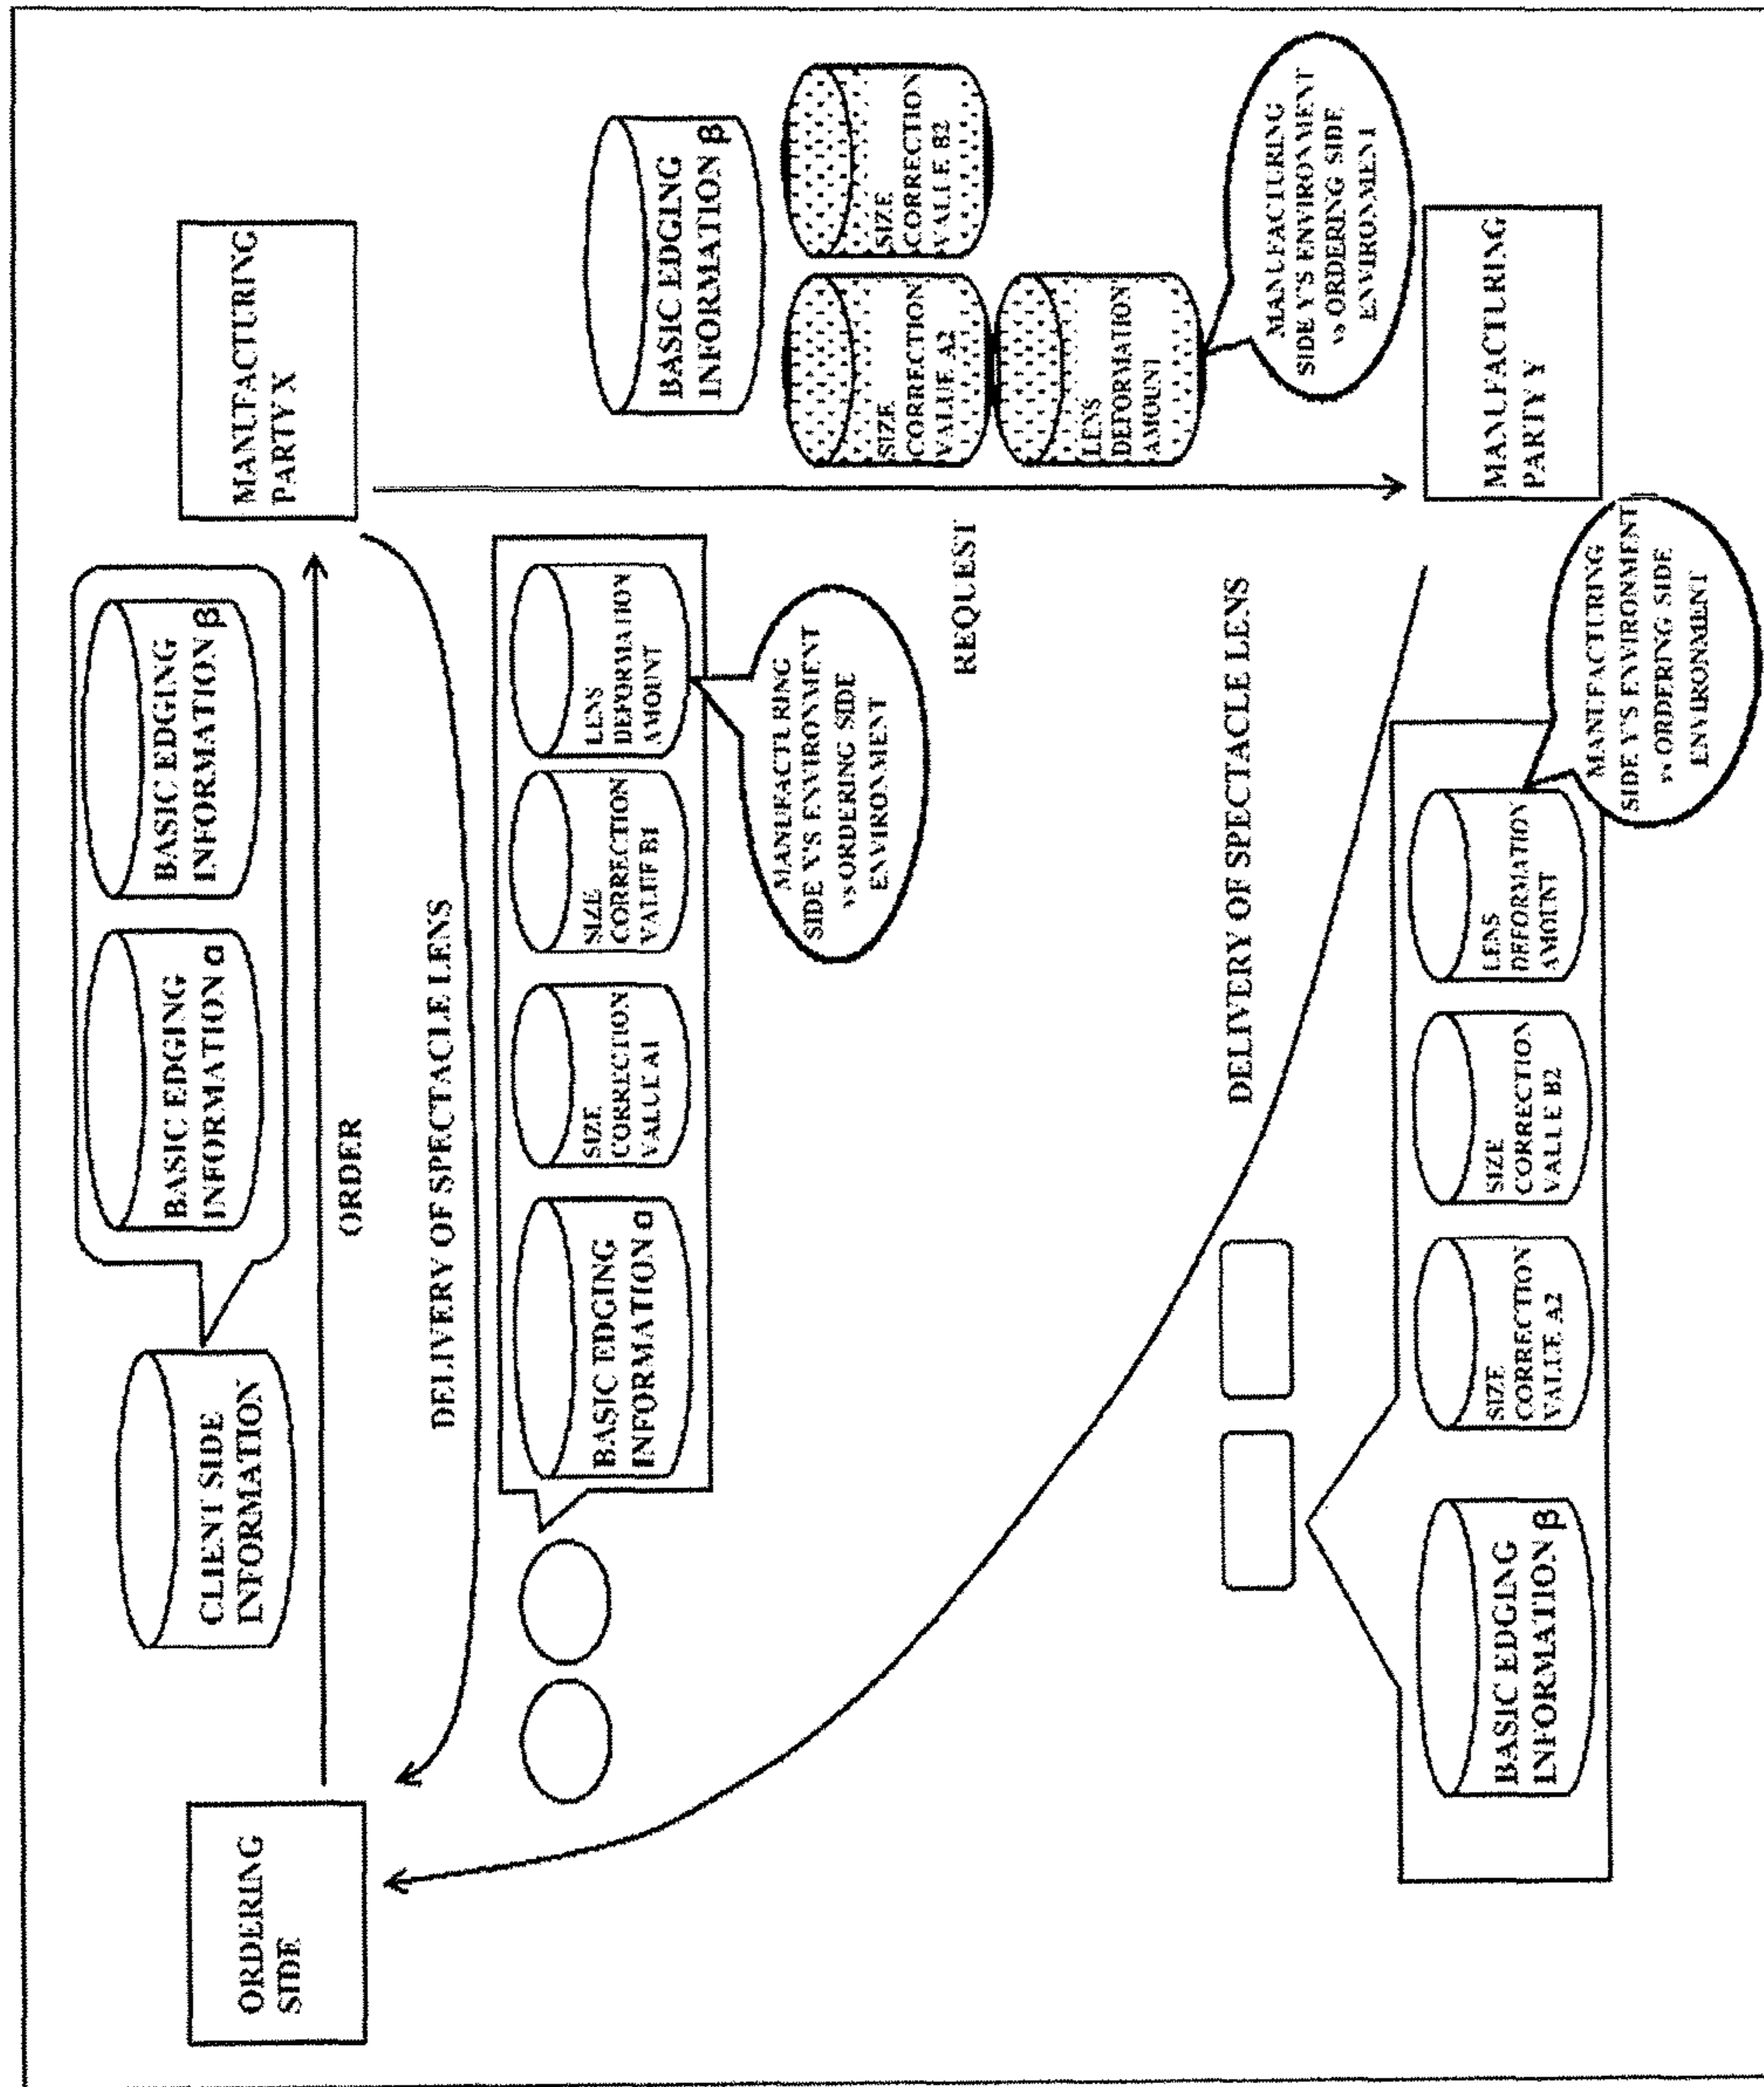 ORDERING
SIDE
CLIENT SIDE
INFORMATION
BASIC EDGING
INFORMATION α
BASIC EDGING
INFORMATION β
ORDER
MANUFACTURING
PARTY X
DELIVERY OF SPECTACLE LENS
BASIC EDGING
INFORMATION α
SIZE
CORRECTION
VALUE A1
SIZE
CORRECTION
VALUE B1
LENS
DEFORMATION
AMOUNT
MANUFACTURING
SIDE X'S ENVIRONMENT
vs ORDERING SIDE
ENVIRONMENT
BASIC EDGING
INFORMATION β
SIZE
CORRECTION
VALUE A2
SIZE
CORRECTION
VALUE B2
LENS
DEFORMATION
AMOUNT
MANUFACTURING
SIDE Y'S ENVIRONMENT
vs ORDERING SIDE
ENVIRONMENT
REQUEST
DELIVERY OF SPECTACLE LENS
BASIC EDGING
INFORMATION β
SIZE
CORRECTION
VALUE A2
SIZE
CORRECTION
VALUE B2
LENS
DEFORMATION
AMOUNT
MANUFACTURING
SIDE Y'S ENVIRONMENT
vs ORDERING SIDE
ENVIRONMENT
MANUFACTURING
PARTY Y